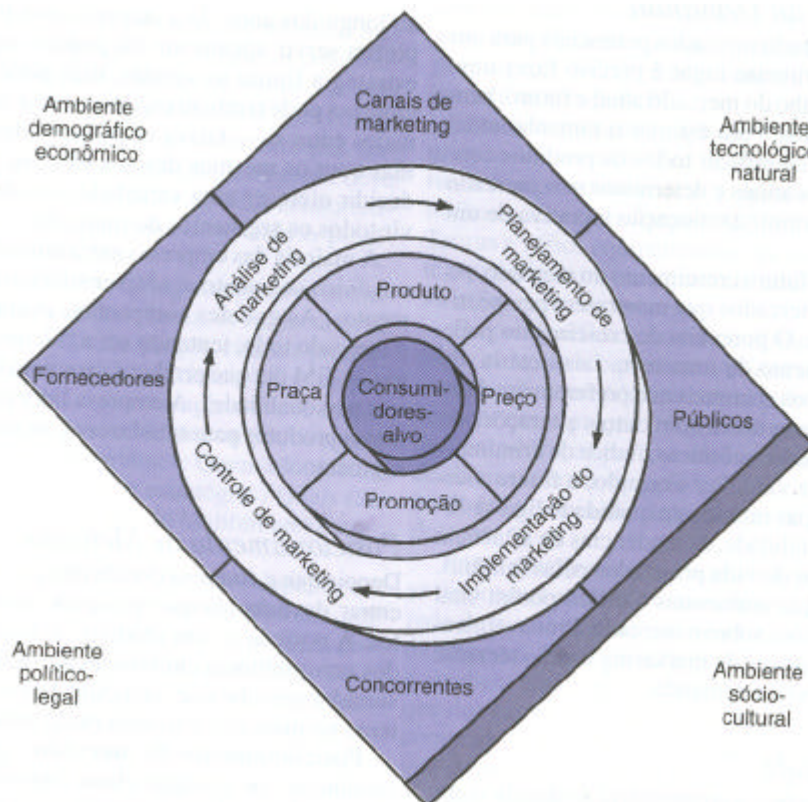 Ambiente
demográfico
econômico
Canais de
marketing
Ambiente
tecnológico
natural
Análise de
marketing
Planejamento de
marketing
Produto
Fornecedores
Praça
Consumi-
dores-
alvo
Preço
Públicos
Promoção
Controle de marketing
Implementação do
marketing
Ambiente
político-
legal
Concorrentes
Ambiente
sócio-
cultural